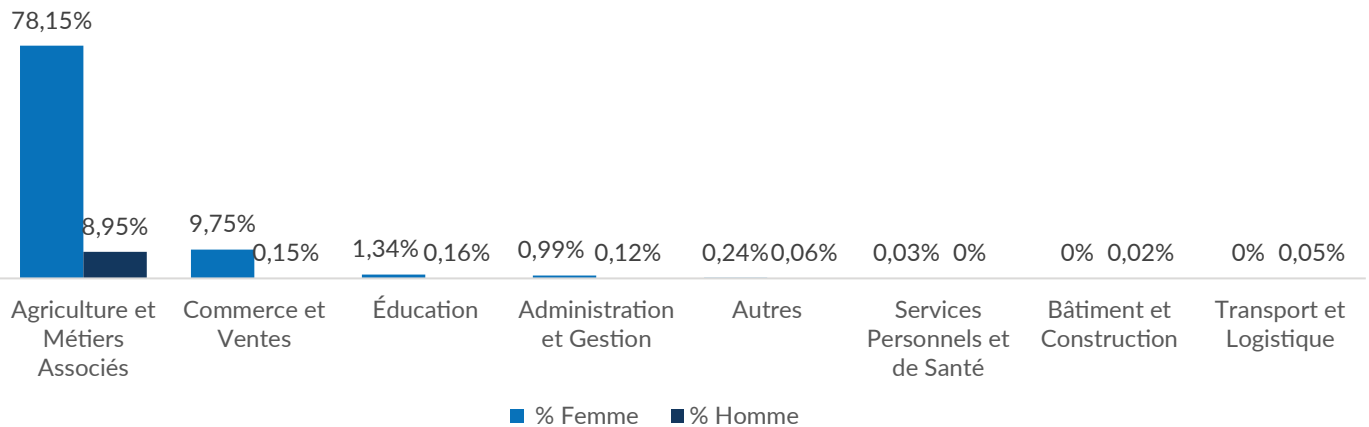 78,15%
8,95%
9,75%
0,15%
1,34%
0,16%
0,99%
0,12%
0,24%
0,06%
0,03%
0%
0%
0,02%
0%
0,05%
Agriculture et
Métiers
Associés
Commerce et
Ventes
Éducation
Administration
et Gestion
Autres
Services
Personnels et
de Santé
Bâtiment et
Construction
Transport et
Logistique
% Femme
% Homme